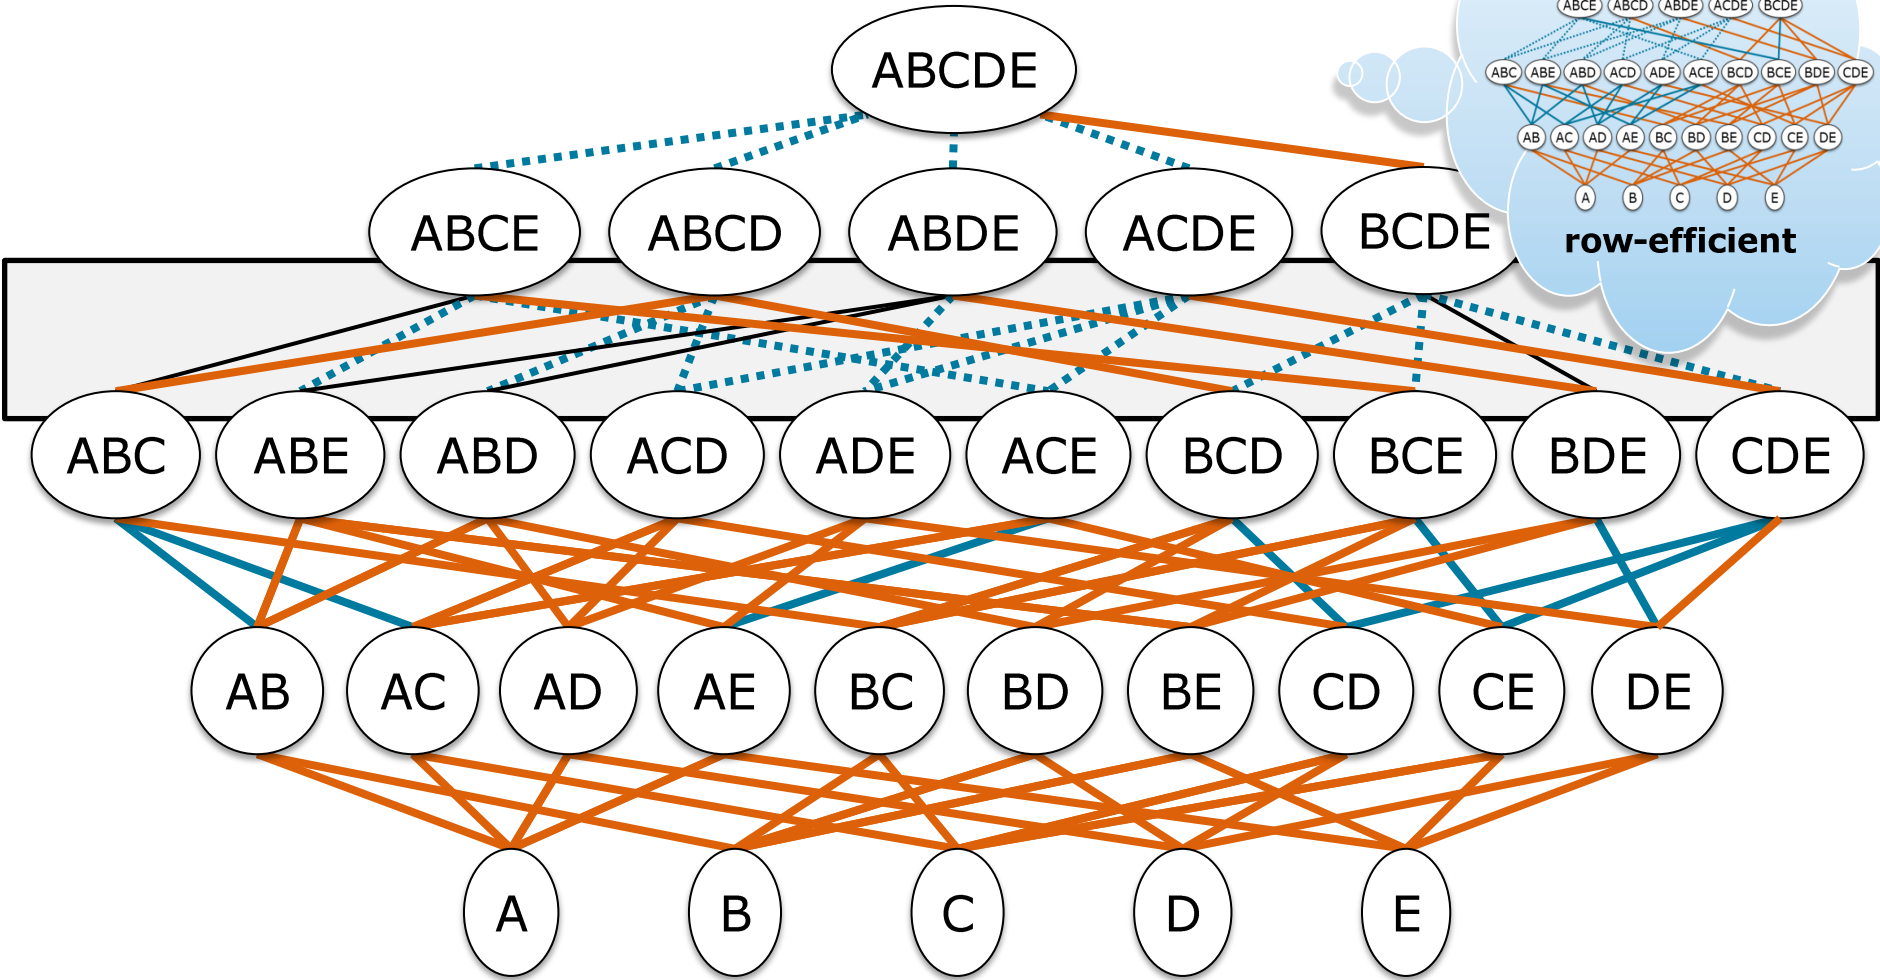 ABCE ABCD ABDE ACDE BCDE
ABCDE
ABC ABE ABD ACD ADE ACE BCD BCE BDE CDE
AB AC AD AE BC BD BE CD CE DE
A B C D E
row-efficient
ABCE ABCD ABDE ACDE BCDE
ABC ABE ABD ACD ADE ACE BCD BCE BDE CDE
AB AC AD AE BC BD BE CD CE DE
A B C D E